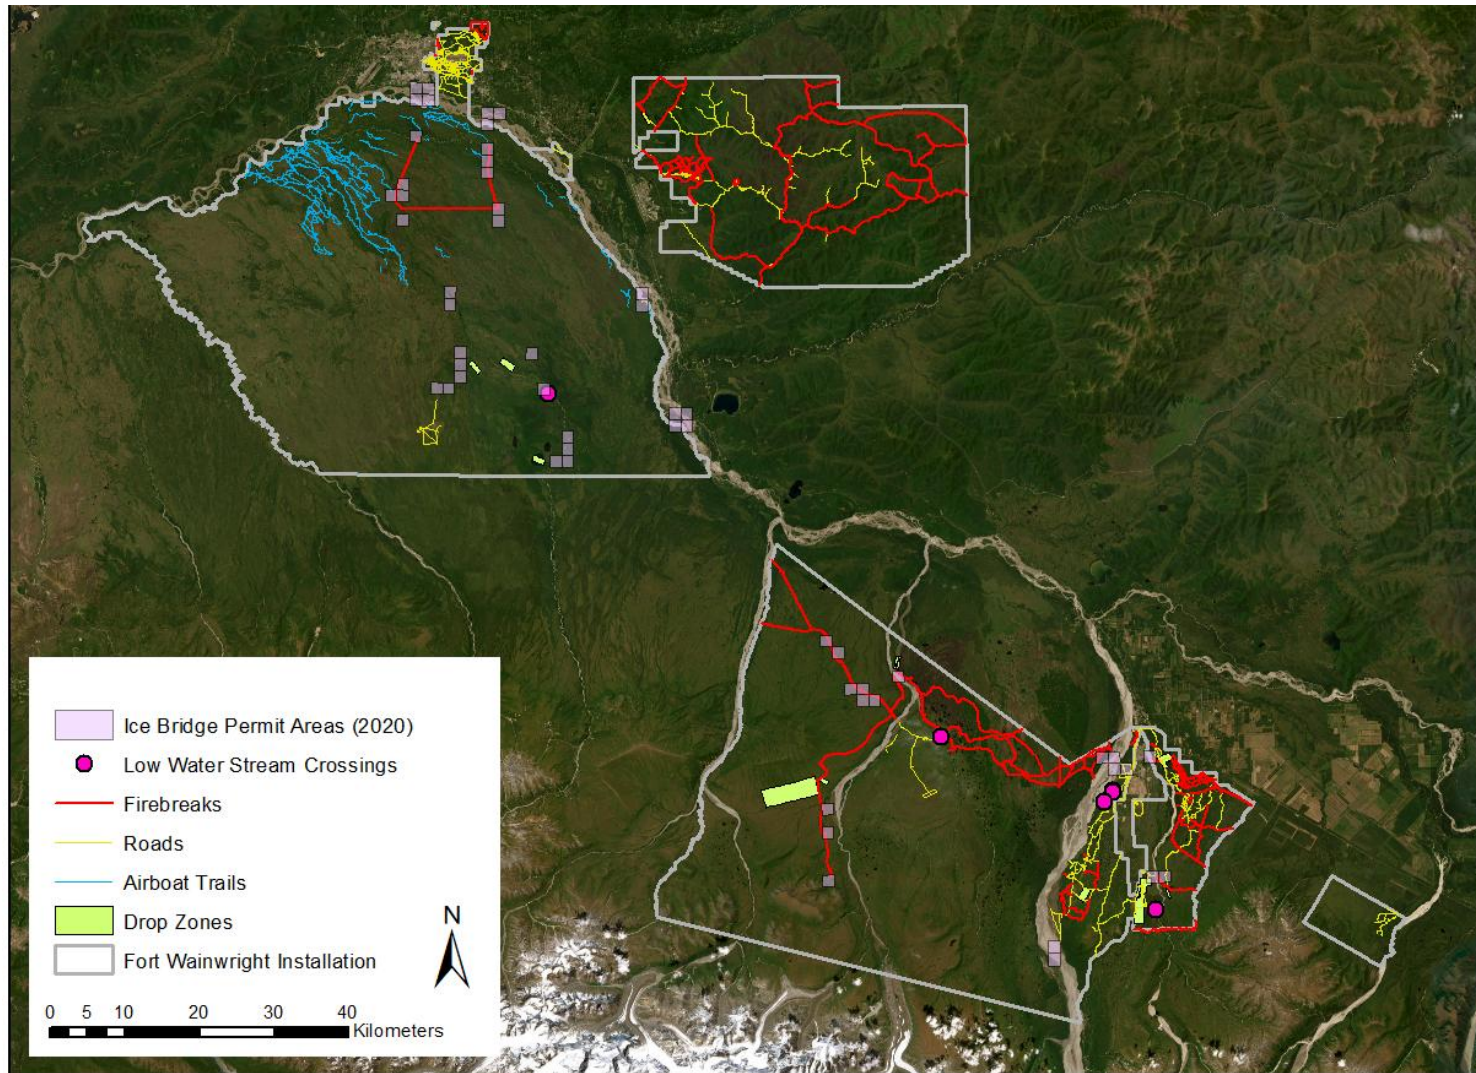 Ice Bridge Permit Areas (2020)
Low Water Stream Crossings
Firebreaks
Roads
Airboat Trails
Drop Zones
Fort Wainwright Installation
N
0 5 10 20 30 40
Kilometers